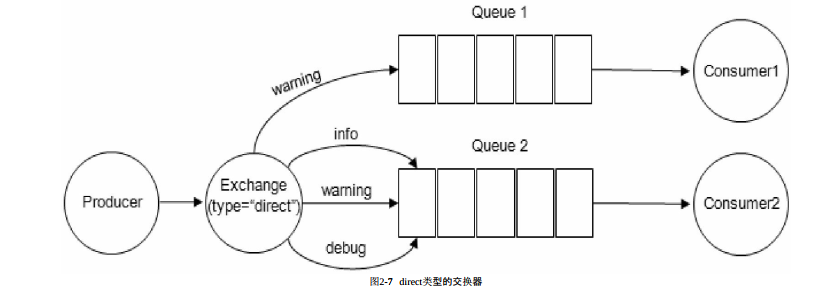 Queue 1
warning
Consumer1
info
Queue 2
Producer
Exchange
(type=“direct”)
warning
Consumer2
debug
图2-7 direct类型的交换器